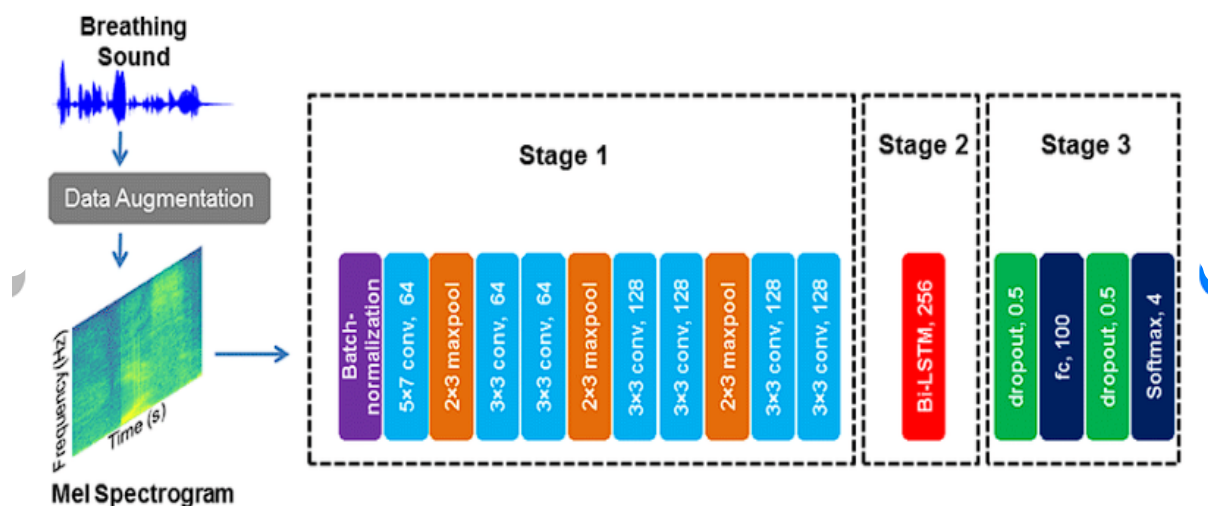 Breathing
Sound
Data Augmentation
Frequency (Hz)
Time (s)
Mel Spectrogram
Stage 1
Batch-
normalization
5×7 conv, 64
2×3 maxpool
3×3 conv, 64
3×3 conv, 64
2×3 maxpool
3×3 conv, 128
3×3 conv, 128
2×3 maxpool
3×3 conv, 128
3×3 conv, 128
Stage 2
Bi-LSTM, 256
Stage 3
dropout, 0.5
fc, 100
dropout, 0.5
Softmax, 4